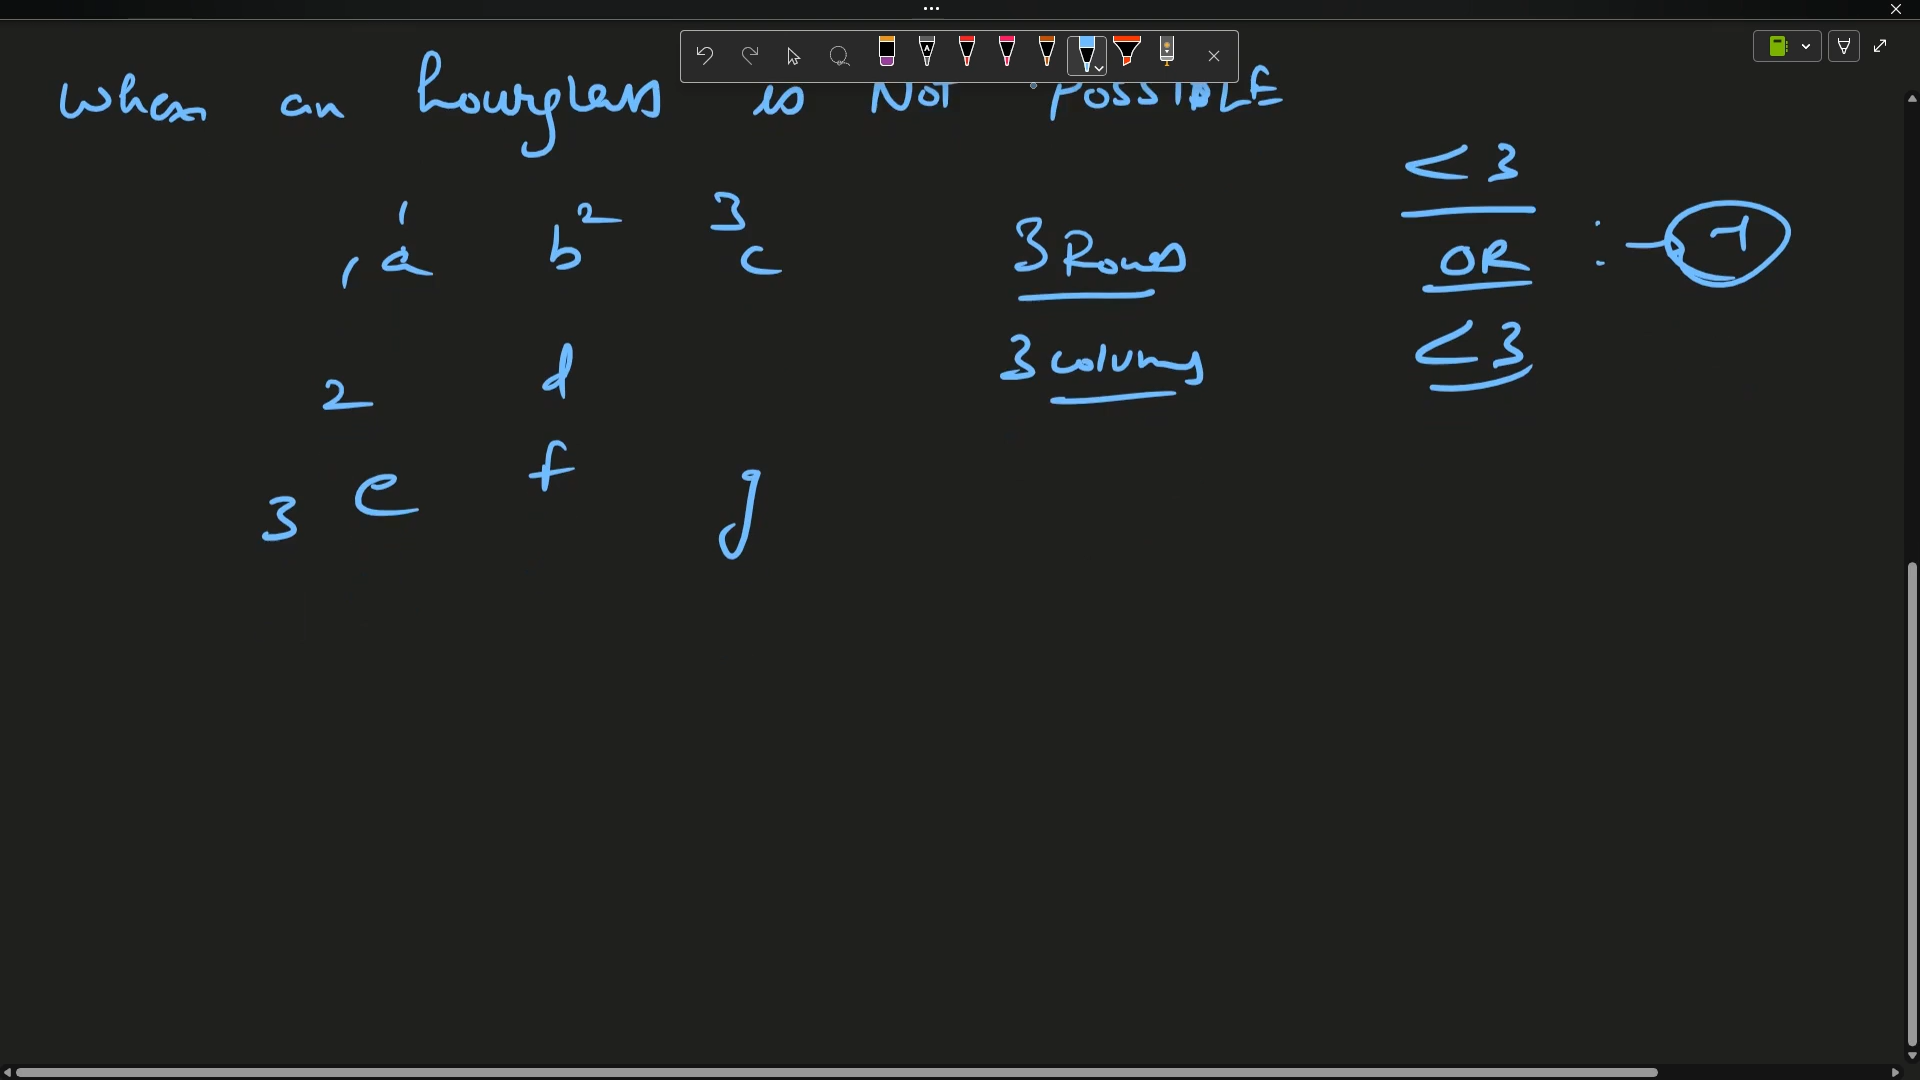 When an hourglass is NOT POSSIBLE
< 3
1 2 3
1 a b c 3 Rows OR :→ -1
2 d 3 columns < 3
3 e f g